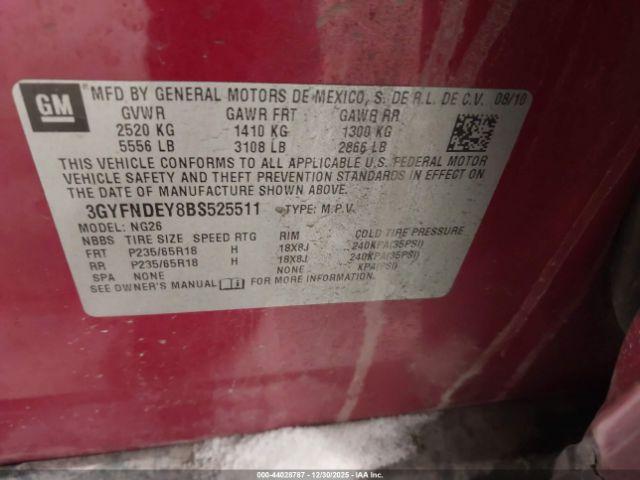 GM
MFD BY GENERAL MOTORS DE MEXICO, S. DE R.L. DE C.V. 08/10
GVWR GAWR FRT GAWR RR
2520 KG 1410 KG 1300 KG
5556 LB 3108 LB 2866 LB
THIS VEHICLE CONFORMS TO ALL APPLICABLE U.S. FEDERAL MOTOR
VEHICLE SAFETY AND THEFT PREVENTION STANDARDS IN EFFECT ON
THE DATE OF MANUFACTURE SHOWN ABOVE.
3GYFNDEY8BS525511 TYPE: M.P.V.
MODEL: NG26
NBBS TIRE SIZE SPEED RTG RIM COLD TIRE PRESSURE
FRT P235/65R18 H 18X8J 240KPA(35PSI)
RR P235/65R18 H 18X8J 240KPA(35PSI)
SPA NONE NONE KPA(PSI)
SEE OWNER'S MANUAL FOR MORE INFORMATION.
000-44028787 - 12/30/2025 - IAA Inc.